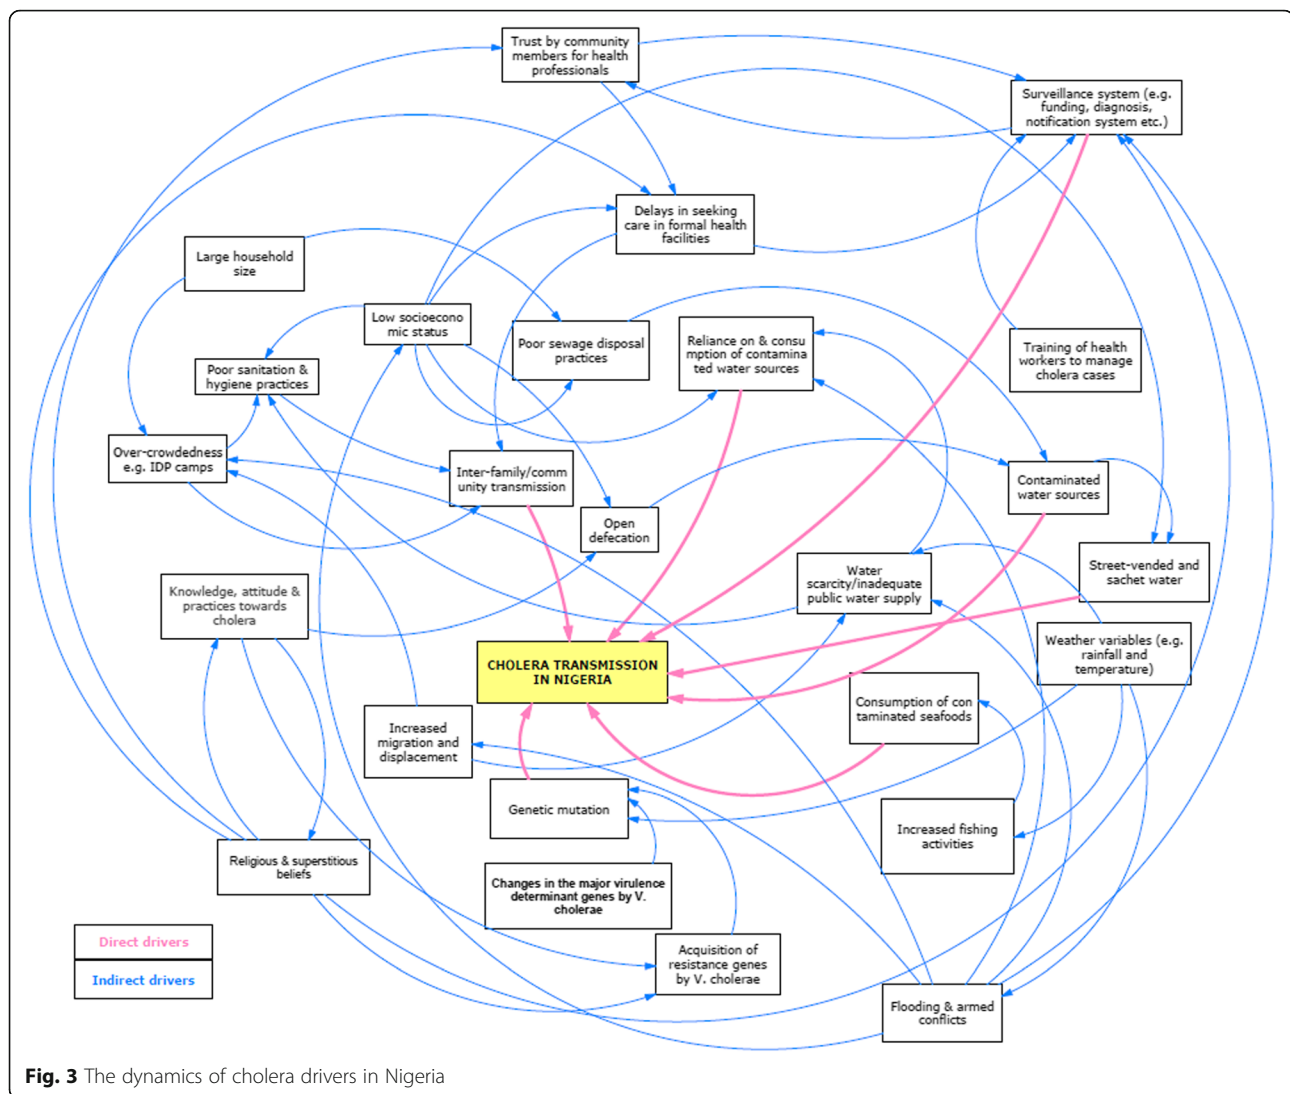 Trust by community
members for health
professionals
Surveillance system (e.g.
funding, diagnosis,
notification system etc.)
Delays in seeking
care in formal health
facilities
Large household
size
Low socioecono
mic status
Poor sewage disposal
practices
Reliance on & consu
mption of contamina
ted water sources
Training of health
workers to manage
cholera cases
Poor sanitation &
hygiene practices
Over-crowdedness
e.g. IDP camps
Inter-family/comm
unity transmission
Contaminated
water sources
Open
defecation
Street-vended and
sachet water
Water
scarcity/inadequate
public water supply
Knowledge, attitude &
practices towards
cholera
Weather variables (e.g.
rainfall and
temperature)
CHOLERA TRANSMISSION
IN NIGERIA
Consumption of con
taminated seafoods
Increased
migration and
displacement
Genetic mutation
Increased fishing
activities
Religious & superstitious
beliefs
Changes in the major virulence
determinant genes by V.
cholerae
Acquisition of
resistance genes
by V. cholerae
Flooding & armed
conflicts
Direct drivers
Indirect drivers
Fig. 3 The dynamics of cholera drivers in Nigeria